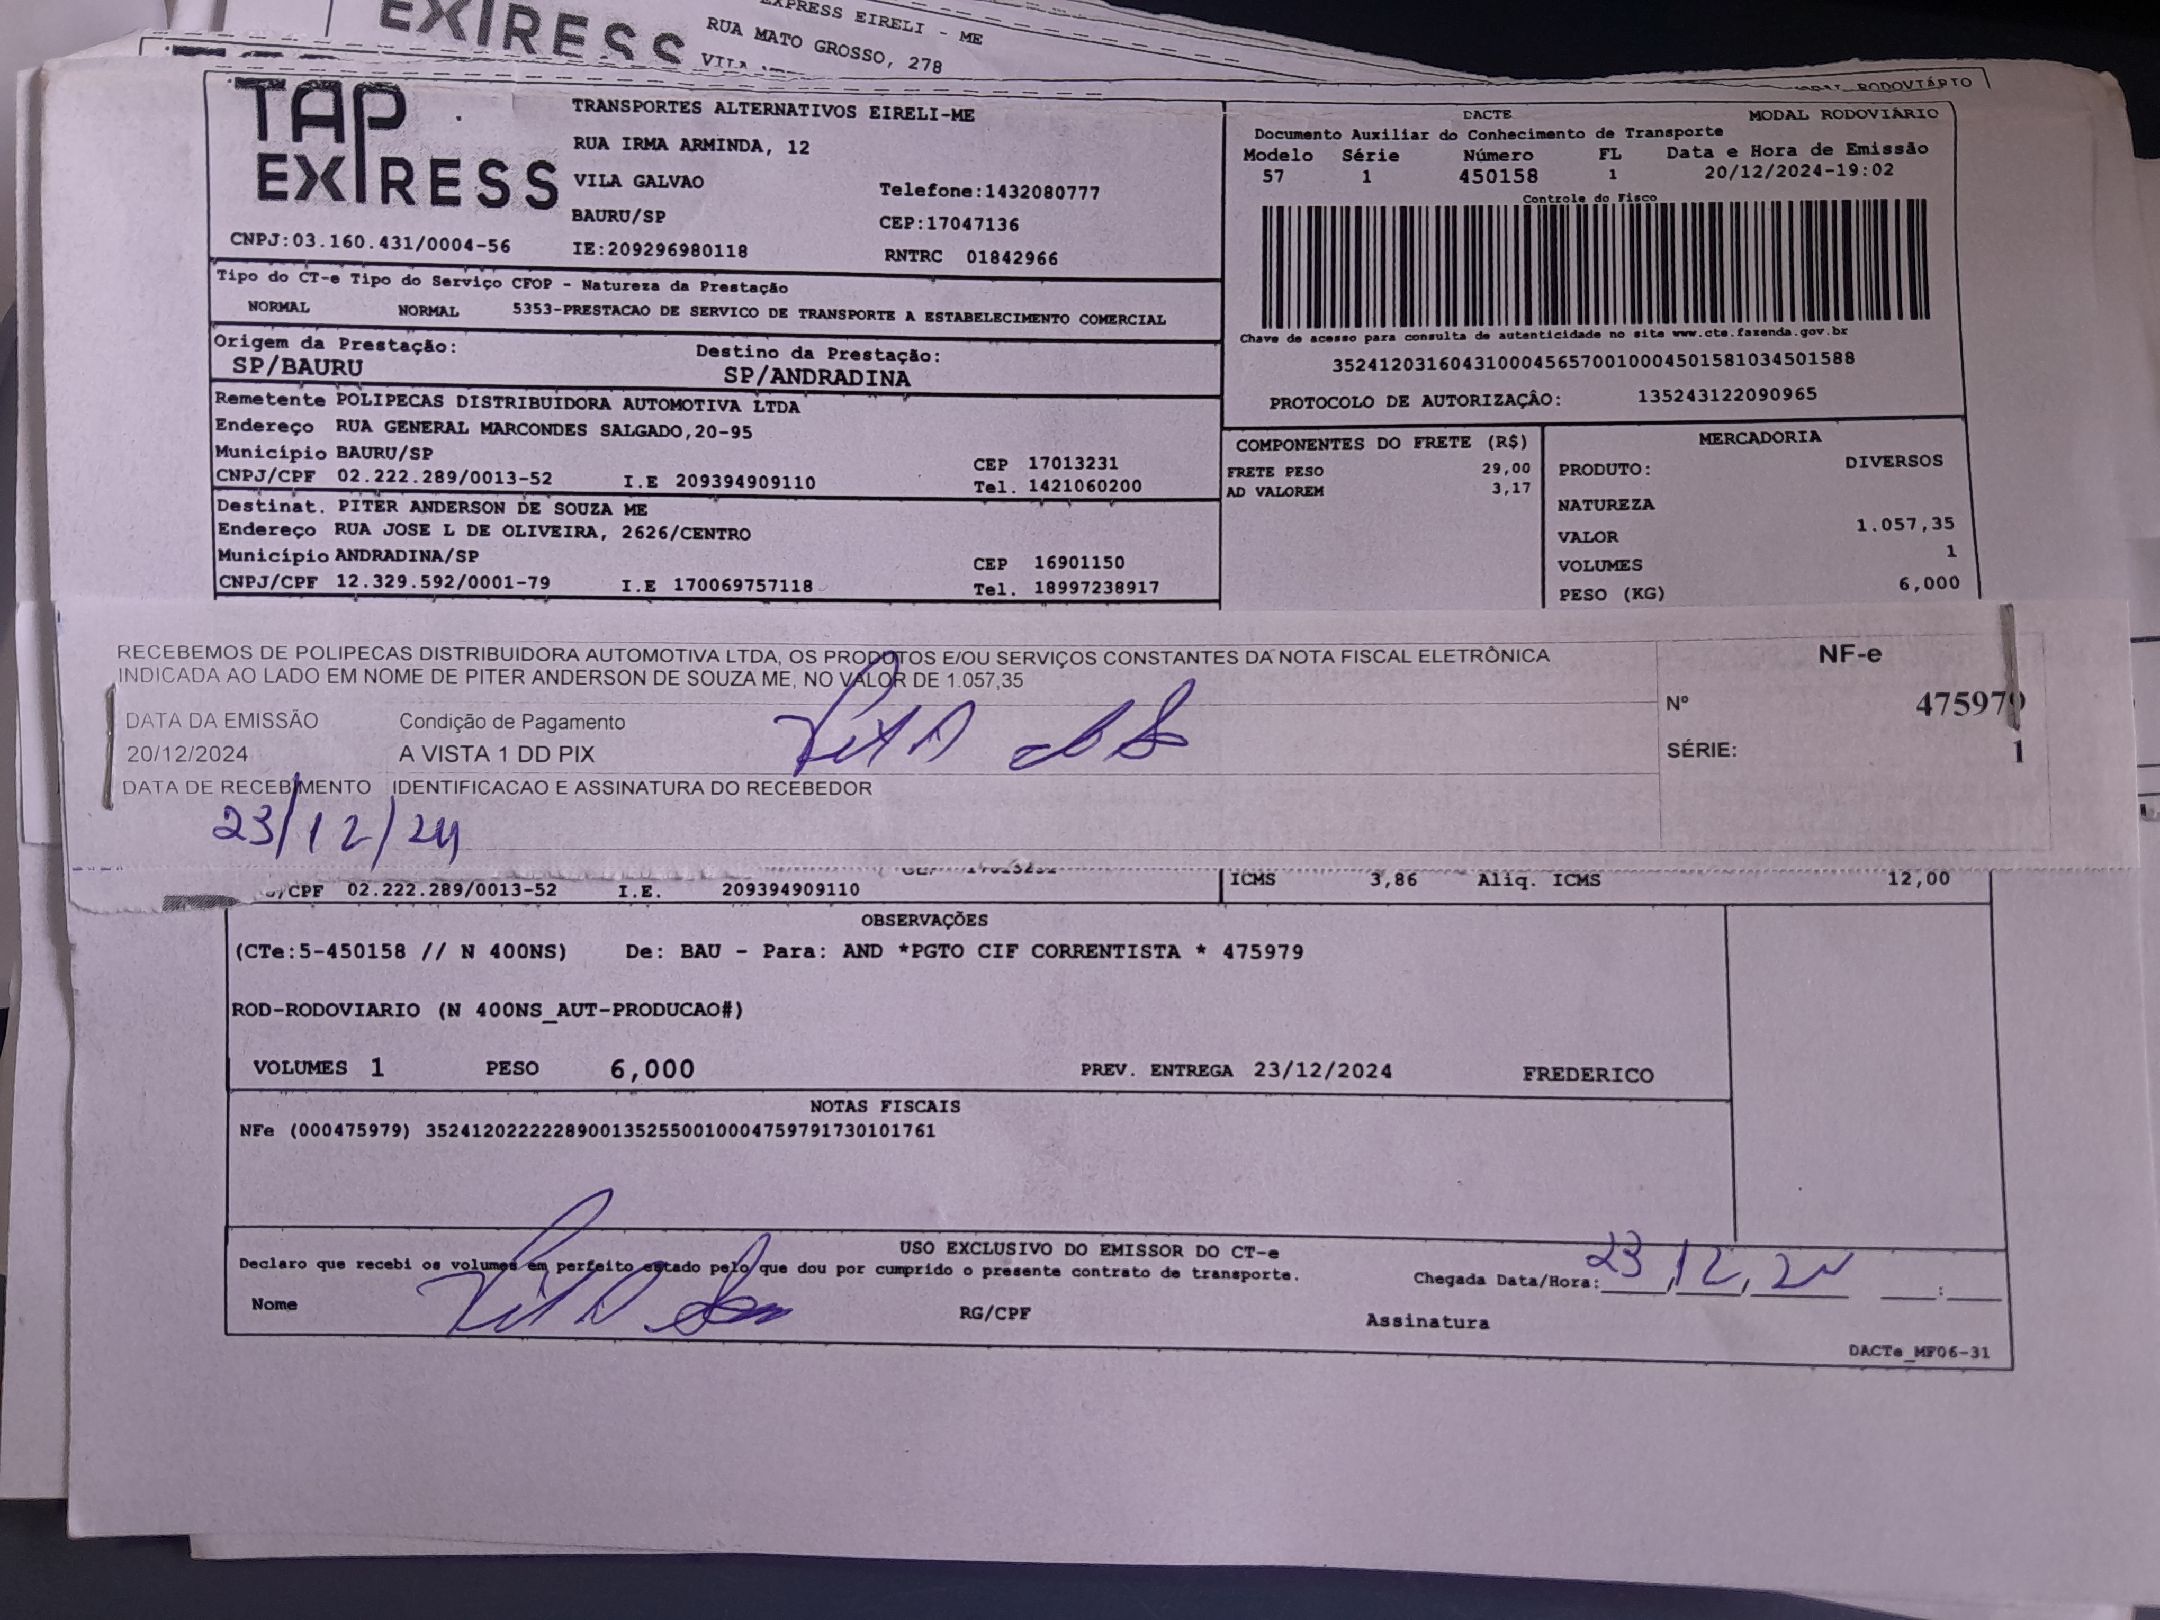 EXPRESS EXPRESS EIRELI - ME
RUA MATO GROSSO, 278
VILA
MODAL RODOVIÁRIO
TAP EXPRESS
TRANSPORTES ALTERNATIVOS EIRELI-ME
RUA IRMA ARMINDA, 12
VILA GALVAO Telefone:1432080777
BAURU/SP CEP:17047136
CNPJ:03.160.431/0004-56 IE:209296980118 RNTRC 01842966
DACTE MODAL RODOVIÁRIO
Documento Auxiliar do Conhecimento de Transporte
Modelo Série Número FL Data e Hora de Emissão
57 1 450158 1 20/12/2024-19:02
Controle do Fisco
Chave de acesso para consulta de autenticidade no site www.cte.fazenda.gov.br
35241203160431000456570010004501581034501588
PROTOCOLO DE AUTORIZAÇÂO: 135243122090965
Tipo do CT-e Tipo do Serviço CFOP - Natureza da Prestação
NORMAL NORMAL 5353-PRESTACAO DE SERVICO DE TRANSPORTE A ESTABELECIMENTO COMERCIAL
Origem da Prestação: Destino da Prestação:
SP/BAURU SP/ANDRADINA
Remetente POLIPECAS DISTRIBUIDORA AUTOMOTIVA LTDA
Endereço RUA GENERAL MARCONDES SALGADO,20-95
Município BAURU/SP CEP 17013231
CNPJ/CPF 02.222.289/0013-52 I.E 209394909110 Tel. 1421060200
Destinat. PITER ANDERSON DE SOUZA ME
Endereço RUA JOSE L DE OLIVEIRA, 2626/CENTRO
Município ANDRADINA/SP CEP 16901150
CNPJ/CPF 12.329.592/0001-79 I.E 170069757118 Tel. 18997238917
COMPONENTES DO FRETE (R$)
FRETE PESO 29,00
AD VALOREM 3,17
MERCADORIA
PRODUTO: DIVERSOS
NATUREZA
VALOR 1.057,35
VOLUMES 1
PESO (KG) 6,000
RECEBEMOS DE POLIPECAS DISTRIBUIDORA AUTOMOTIVA LTDA, OS PRODUTOS E/OU SERVIÇOS CONSTANTES DA NOTA FISCAL ELETRÔNICA
INDICADA AO LADO EM NOME DE PITER ANDERSON DE SOUZA ME, NO VALOR DE 1.057,35
NF-e
Nº 475979
SÉRIE: 1
DATA DA EMISSÃO Condição de Pagamento
20/12/2024 A VISTA 1 DD PIX
DATA DE RECEBIMENTO IDENTIFICACAO E ASSINATURA DO RECEBEDOR
23/12/24
/CPF 02.222.289/0013-52 I.E. 209394909110
ICMS 3,86 Aliq. ICMS 12,00
OBSERVAÇÕES
(CTe:5-450158 // N 400NS) De: BAU - Para: AND *PGTO CIF CORRENTISTA * 475979
ROD-RODOVIARIO (N 400NS_AUT-PRODUCAO#)
VOLUMES 1 PESO 6,000 PREV. ENTREGA 23/12/2024 FREDERICO
NOTAS FISCAIS
NFe (000475979) 35241202222289001352550010004759791730101761
USO EXCLUSIVO DO EMISSOR DO CT-e
Declaro que recebi os volumes em perfeito estado pelo que dou por cumprido o presente contrato de transporte.
Chegada Data/Hora: 23/12/24 :
Nome RG/CPF Assinatura
DACTe_MF06-31